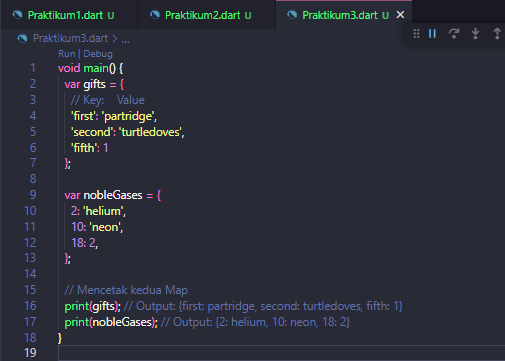 Praktikum1.dart U Praktikum2.dart U Praktikum3.dart U
Praktikum3.dart > ...
Run | Debug
1 void main() {
2 var gifts = {
3 // Key: Value
4 'first': 'partridge',
5 'second': 'turtledoves',
6 'fifth': 1
7 };
8
9 var nobleGases = {
10 2: 'helium',
11 10: 'neon',
12 18: 2,
13 };
14
15 // Mencetak kedua Map
16 print(gifts); // Output: {first: partridge, second: turtledoves, fifth: 1}
17 print(nobleGases); // Output: {2: helium, 10: neon, 18: 2}
18 }
19